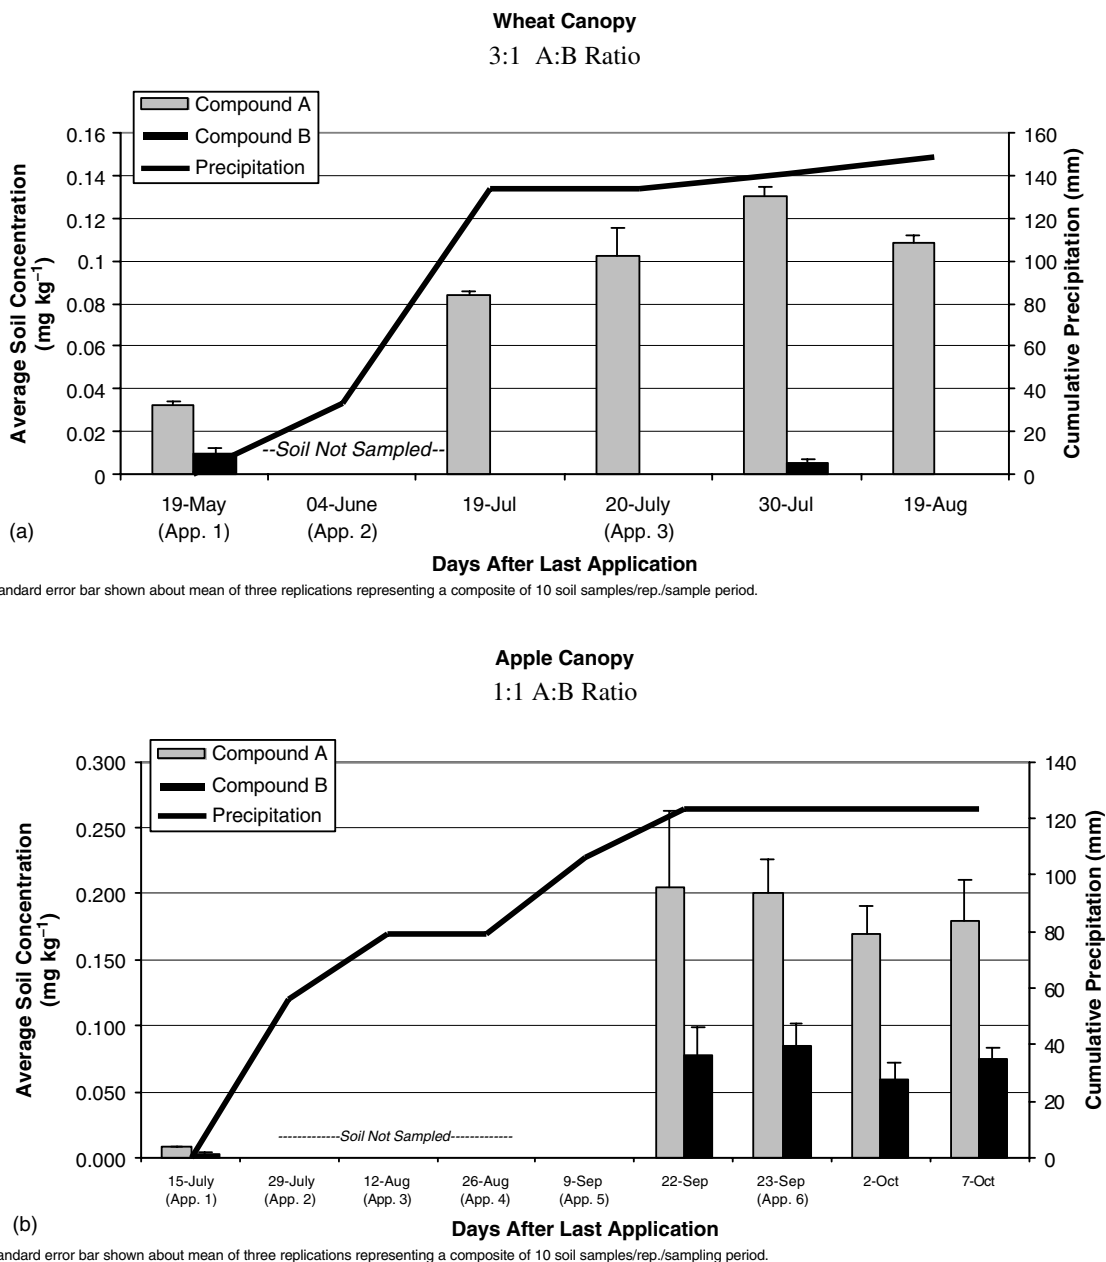 Wheat Canopy
3:1 A:B Ratio
Compound A
Compound B
Precipitation
Average Soil Concentration
(mg kg⁻¹)
0.16
0.14
0.12
0.1
0.08
0.06
0.04
0.02
0
160
140
120
100
80
60
40
20
0
Cumulative Precipitation (mm)
--Soil Not Sampled--
19-May 04-June 19-Jul 20-July 30-Jul 19-Aug
(App. 1) (App. 2) (App. 3)
(a)
Days After Last Application
andard error bar shown about mean of three replications representing a composite of 10 soil samples/rep./sample period.
Apple Canopy
1:1 A:B Ratio
Compound A
Compound B
Precipitation
Average Soil Concentration
(mg kg⁻¹)
0.300
0.250
0.200
0.150
0.100
0.050
0.000
140
120
100
80
60
40
20
0
Cumulative Precipitation (mm)
------------Soil Not Sampled------------
15-July 29-July 12-Aug 26-Aug 9-Sep 22-Sep 23-Sep 2-Oct 7-Oct
(App. 1) (App. 2) (App. 3) (App. 4) (App. 5) (App. 6)
(b)
Days After Last Application
andard error bar shown about mean of three replications representing a composite of 10 soil samples/rep./sampling period.